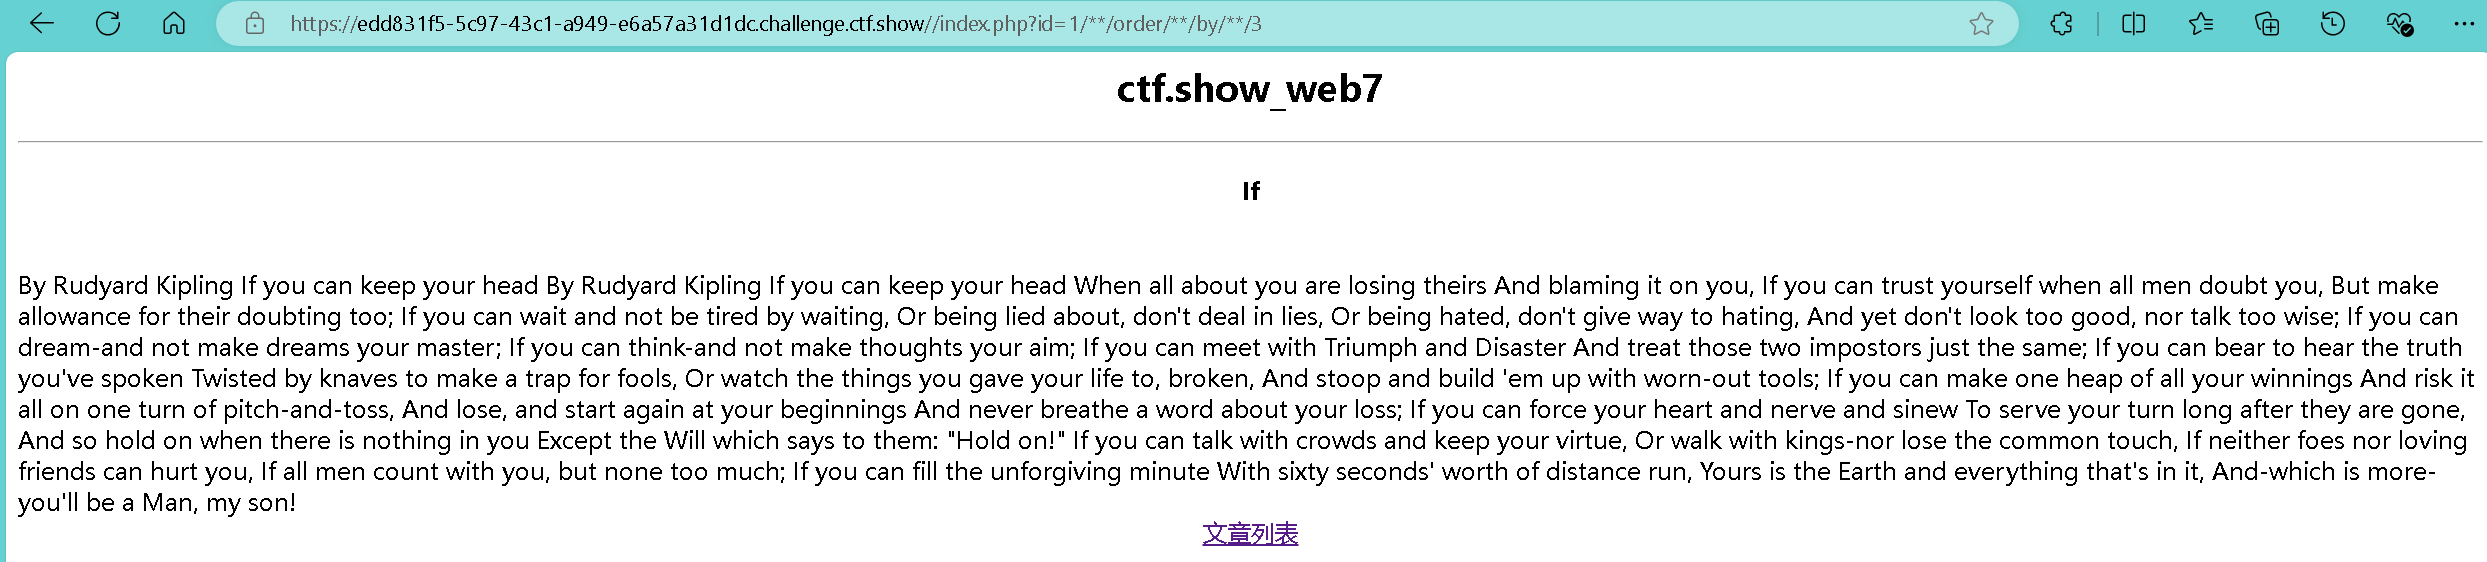 https://edd831f5-5c97-43c1-a949-e6a57a31d1dc.challenge.ctf.show//index.php?id=1/**/order/**/by/**/3
ctf.show_web7
If
By Rudyard Kipling If you can keep your head By Rudyard Kipling If you can keep your head When all about you are losing theirs And blaming it on you, If you can trust yourself when all men doubt you, But make
allowance for their doubting too; If you can wait and not be tired by waiting, Or being lied about, don't deal in lies, Or being hated, don't give way to hating, And yet don't look too good, nor talk too wise; If you can
dream-and not make dreams your master; If you can think-and not make thoughts your aim; If you can meet with Triumph and Disaster And treat those two impostors just the same; If you can bear to hear the truth
you've spoken Twisted by knaves to make a trap for fools, Or watch the things you gave your life to, broken, And stoop and build 'em up with worn-out tools; If you can make one heap of all your winnings And risk it
all on one turn of pitch-and-toss, And lose, and start again at your beginnings And never breathe a word about your loss; If you can force your heart and nerve and sinew To serve your turn long after they are gone,
And so hold on when there is nothing in you Except the Will which says to them: "Hold on!" If you can talk with crowds and keep your virtue, Or walk with kings-nor lose the common touch, If neither foes nor loving
friends can hurt you, If all men count with you, but none too much; If you can fill the unforgiving minute With sixty seconds' worth of distance run, Yours is the Earth and everything that's in it, And-which is more-
you'll be a Man, my son!
文章列表